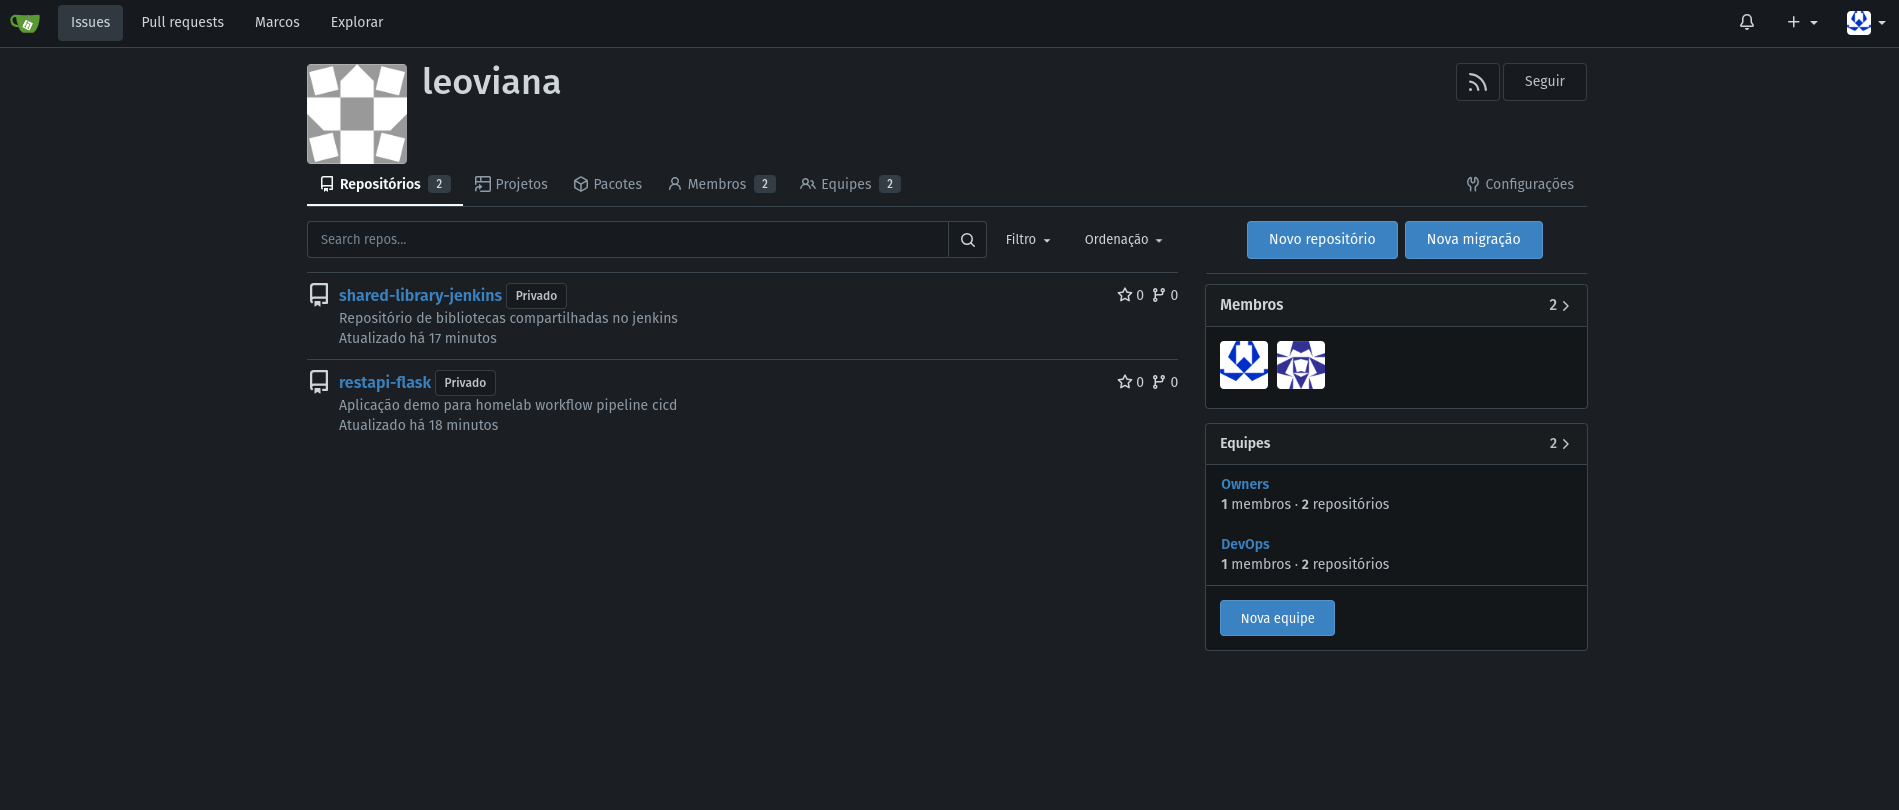 Issues Pull requests Marcos Explorar
leoviana
Seguir
Repositórios 2 Projetos Pacotes Membros 2 Equipes 2 Configurações
Search repos...
Filtro Ordenação
Novo repositório Nova migração
shared-library-jenkins Privado 0 0
Repositório de bibliotecas compartilhadas no jenkins
Atualizado há 17 minutos
restapi-flask Privado 0 0
Aplicação demo para homelab workflow pipeline cicd
Atualizado há 18 minutos
Membros 2
Equipes 2
Owners
1 membros · 2 repositórios
DevOps
1 membros · 2 repositórios
Nova equipe